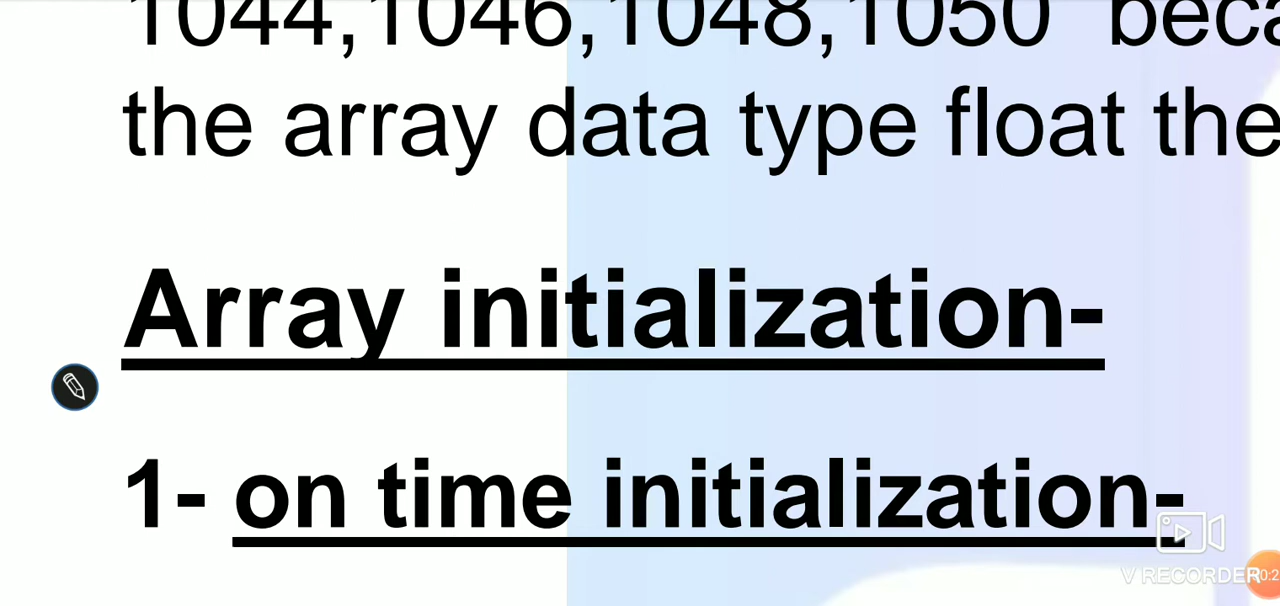 1044,1046,1048,1050 beca
the array data type float the
Array initialization-
1- on time initialization-
V RECORDER